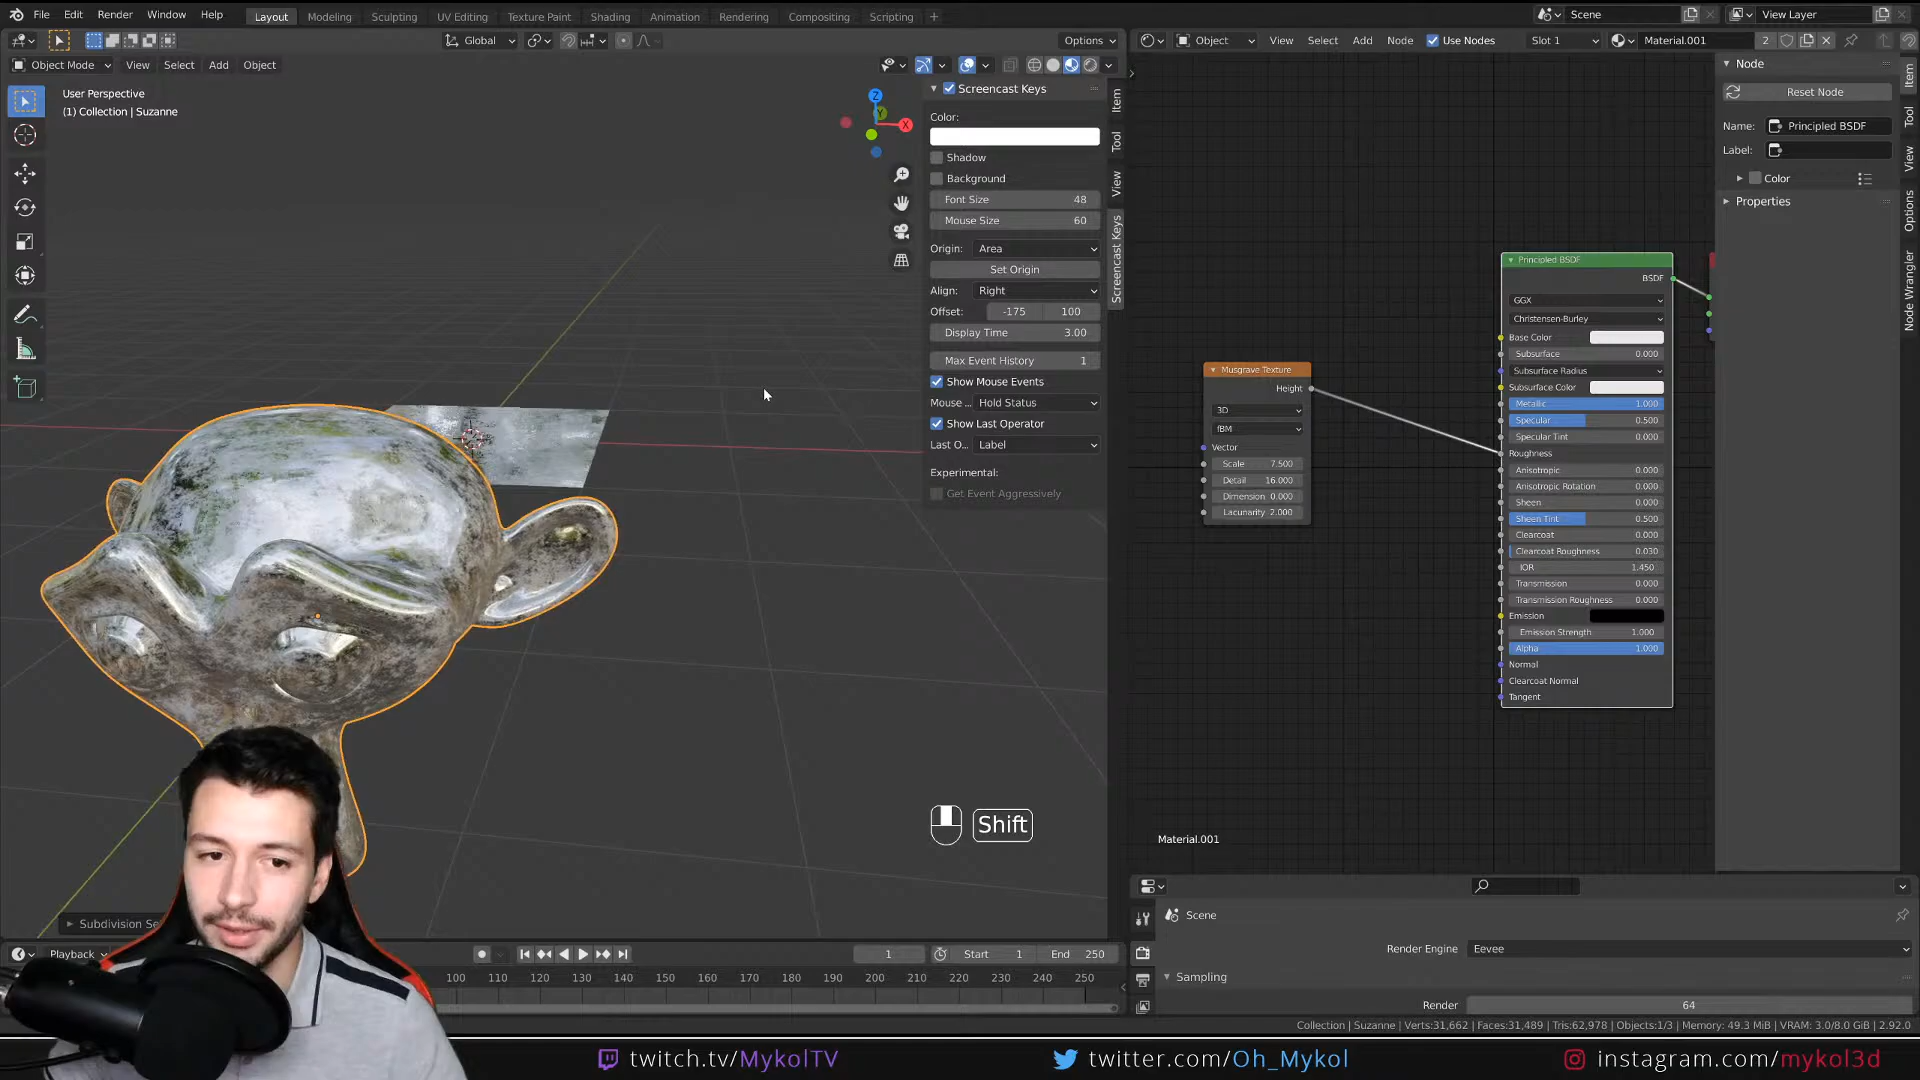 File Edit Render Window Help Layout Modeling Sculpting UV Editing Texture Paint Shading Animation Rendering Compositing Scripting + Scene View Layer
Global Options Object View Select Add Node Use Nodes Slot 1 Material.001 2
Object Mode View Select Add Object
User Perspective
(1) Collection | Suzanne
Z
Y
X
Screencast Keys
Color:
Shadow
Background
Font Size 48
Mouse Size 60
Origin: Area
Set Origin
Align: Right
Offset: -175 100
Display Time 3.00
Max Event History 1
Show Mouse Events
Mouse ... Hold Status
Show Last Operator
Last O... Label
Experimental:
Get Event Aggressively
Item
Tool
View
Screencast Keys
Shift
Musgrave Texture
Height
3D
fBM
Vector
Scale 7.500
Detail 16.000
Dimension 0.000
Lacunarity 2.000
Principled BSDF
BSDF
GGX
Christensen-Burley
Base Color
Subsurface 0.000
Subsurface Radius
Subsurface Color
Metallic 1.000
Specular 0.500
Specular Tint 0.000
Roughness
Anisotropic 0.000
Anisotropic Rotation 0.000
Sheen 0.000
Sheen Tint 0.500
Clearcoat 0.000
Clearcoat Roughness 0.030
IOR 1.450
Transmission 0.000
Transmission Roughness 0.000
Emission
Emission Strength 1.000
Alpha 1.000
Normal
Clearcoat Normal
Tangent
Material.001
Node
Reset Node
Name: Principled BSDF
Label:
Color
Properties
Item
Tool
View
Options
Node Wrangler
Scene
Render Engine Eevee
Sampling
Render 64
Subdivision Se
Playback 1 Start 1 End 250
100 110 120 130 140 150 160 170 180 190 200 210 220 230 240 250
Collection | Suzanne | Verts:31,662 | Faces:31,489 | Tris:62,978 | Objects:1/3 | Memory: 49.3 MiB | VRAM: 3.0/8.0 GiB | 2.92.0
twitch.tv/MykolTV twitter.com/Oh_Mykol instagram.com/mykol3d